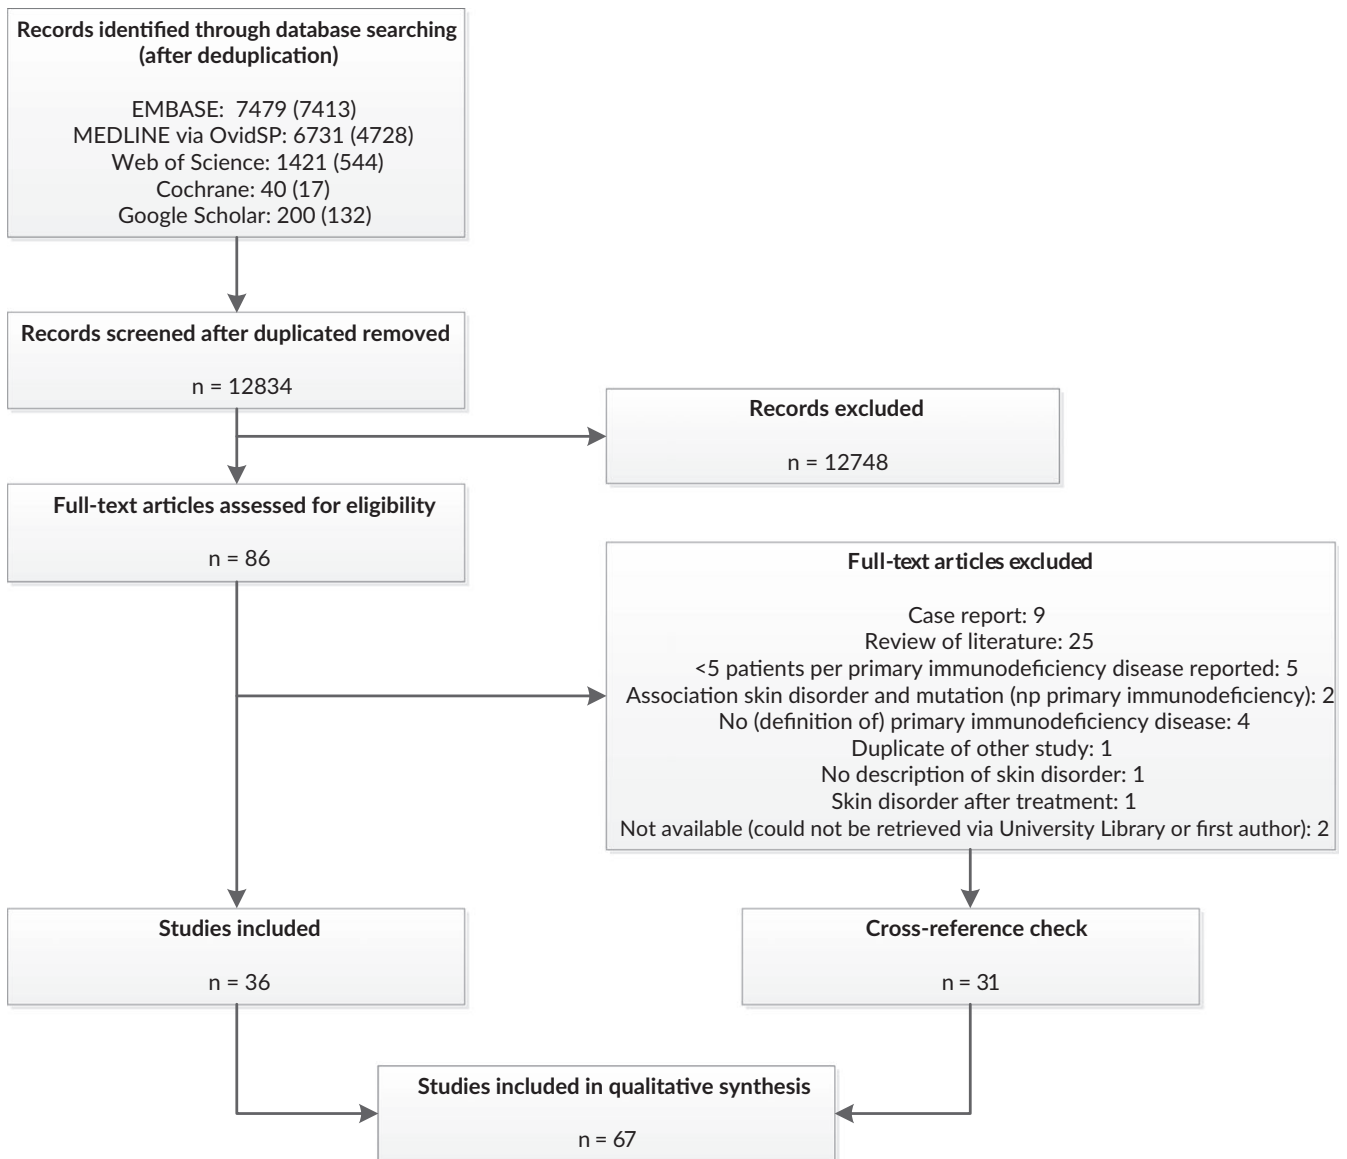 Records identified through database searching
(after deduplication)
EMBASE: 7479 (7413)
MEDLINE via OvidSP: 6731 (4728)
Web of Science: 1421 (544)
Cochrane: 40 (17)
Google Scholar: 200 (132)
Records screened after duplicated removed
n = 12834
Records excluded
n = 12748
Full-text articles assessed for eligibility
n = 86
Full-text articles excluded
Case report: 9
Review of literature: 25
<5 patients per primary immunodeficiency disease reported: 5
Association skin disorder and mutation (np primary immunodeficiency): 2
No (definition of) primary immunodeficiency disease: 4
Duplicate of other study: 1
No description of skin disorder: 1
Skin disorder after treatment: 1
Not available (could not be retrieved via University Library or first author): 2
Studies included
n = 36
Cross-reference check
n = 31
Studies included in qualitative synthesis
n = 67